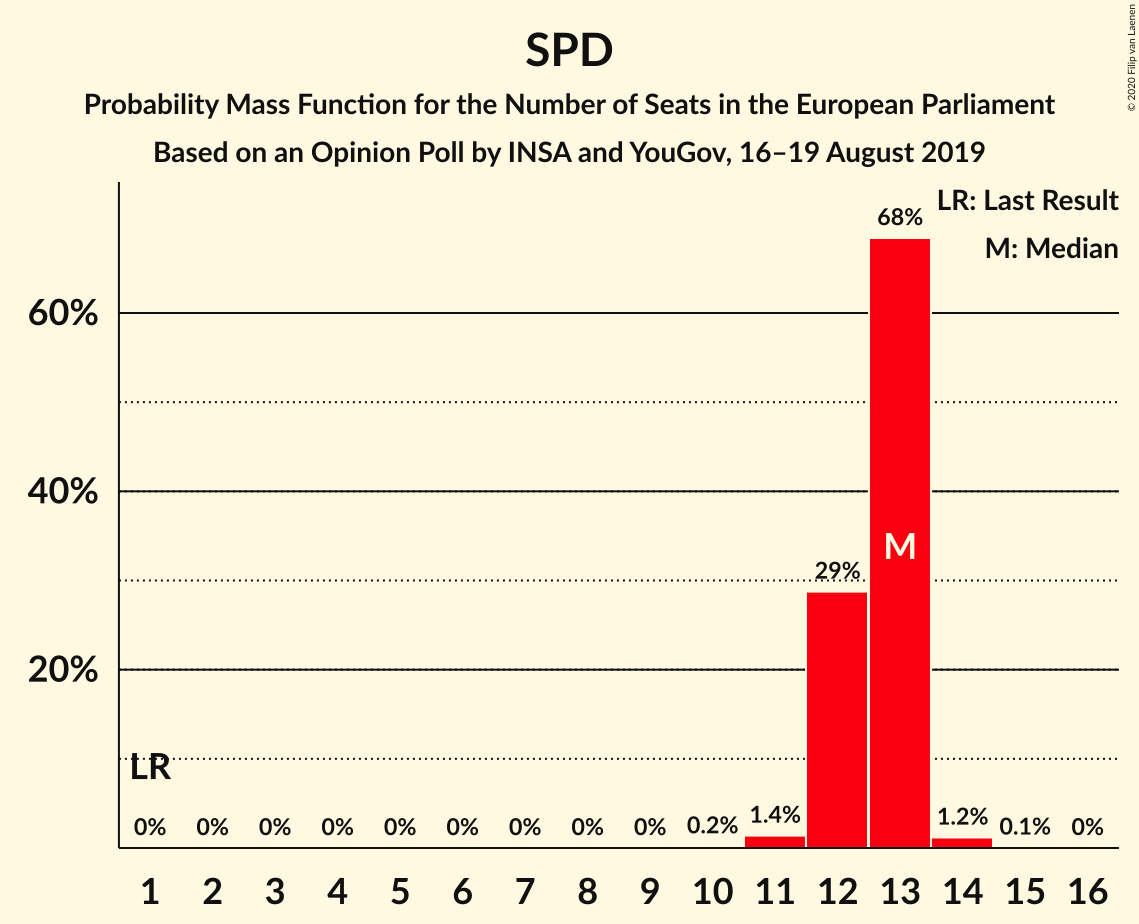 SPD
Probability Mass Function for the Number of Seats in the European Parliament
Based on an Opinion Poll by INSA and YouGov, 16–19 August 2019
© 2020 Filip van Laenen
LR: Last Result
M: Median
68%
60%
40%
M
29%
20%
LR
0% 0% 0% 0% 0% 0% 0% 0% 0% 0.2% 1.4% 1.2% 0.1% 0%
1 2 3 4 5 6 7 8 9 10 11 12 13 14 15 16